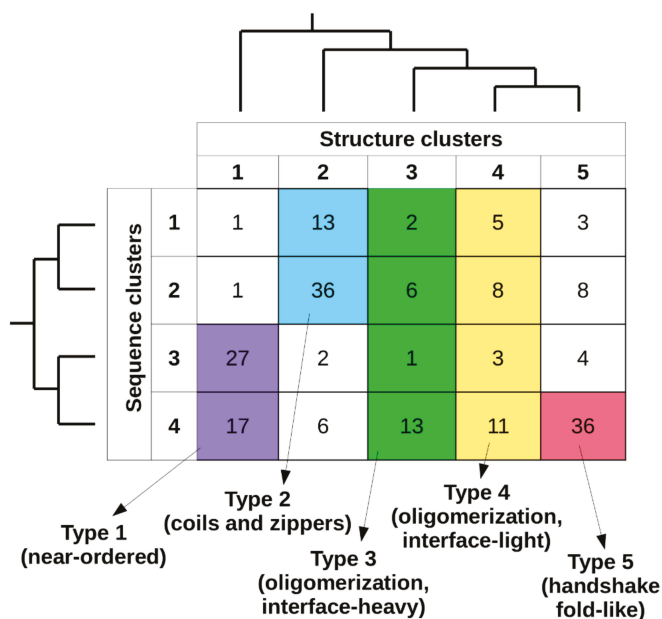 Structure clusters
1 2 3 4 5
Sequence clusters
1 1 13 2 5 3
2 1 36 6 8 8
3 27 2 1 3 4
4 17 6 13 11 36
Type 1
(near-ordered)
Type 2
(coils and zippers)
Type 3
(oligomerization,
interface-heavy)
Type 4
(oligomerization,
interface-light)
Type 5
(handshake
fold-like)